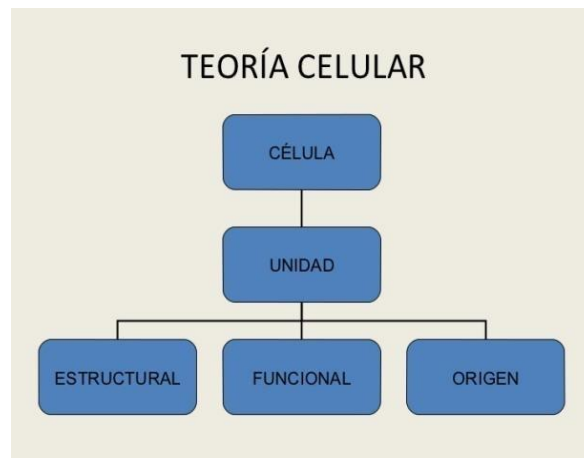 TEORÍA CELULAR
CÉLULA
UNIDAD
ESTRUCTURAL
FUNCIONAL
ORIGEN